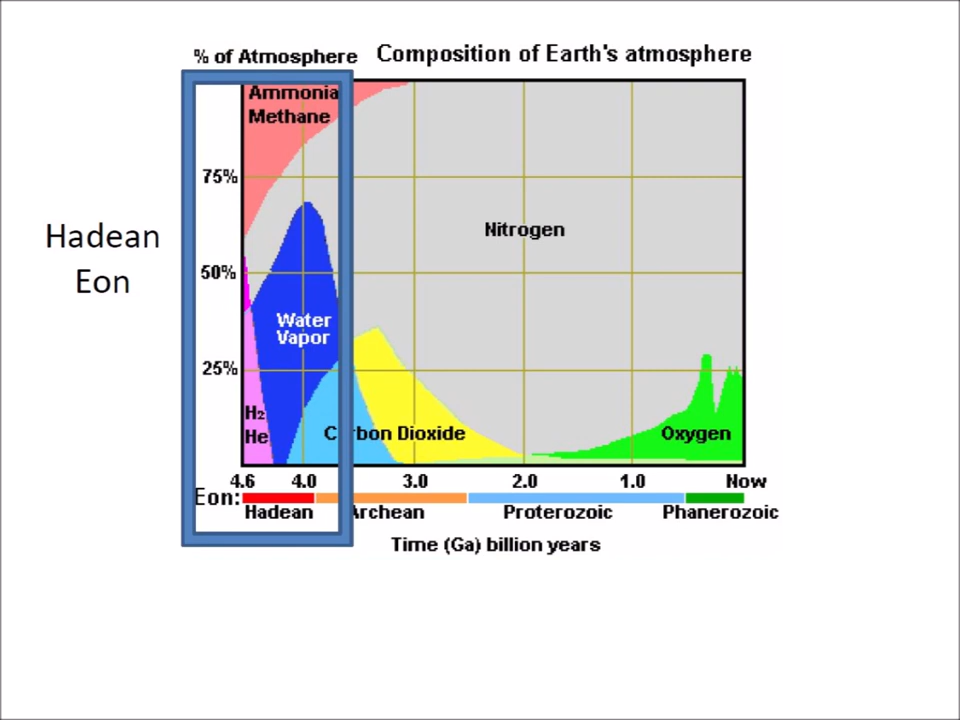 % of Atmosphere
Composition of Earth's atmosphere
Ammonia
Methane
75%
Hadean
Eon
Nitrogen
50%
Water
Vapor
25%
H2
He
Carbon Dioxide
Oxygen
4.6 4.0 3.0 2.0 1.0 Now
Eon:
Hadean Archean Proterozoic Phanerozoic
Time (Ga) billion years